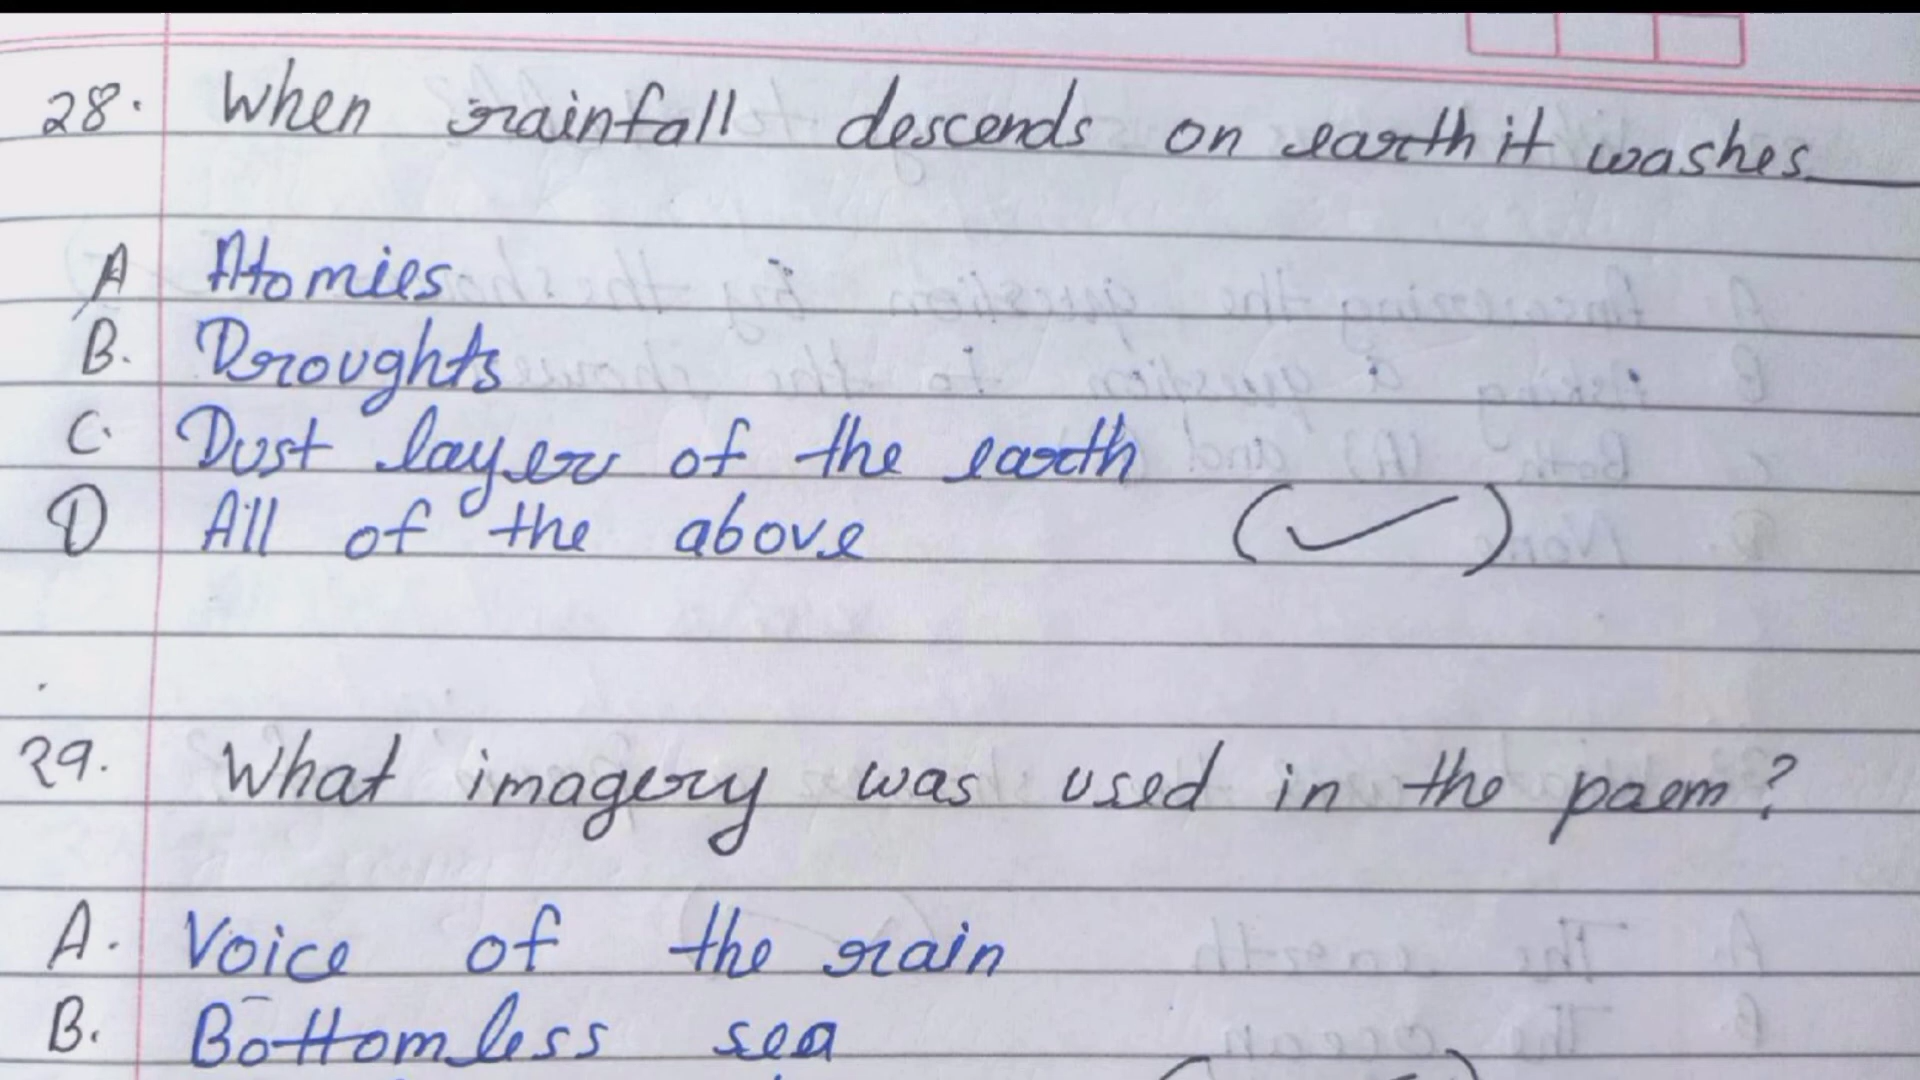 28. When rainfall descends on earth it washes
A Atomies
B. Droughts
C. Dust layer of the earth
D All of the above (✓)
29. What imagery was used in the paem?
A. Voice of the rain
B. Bottomless sea